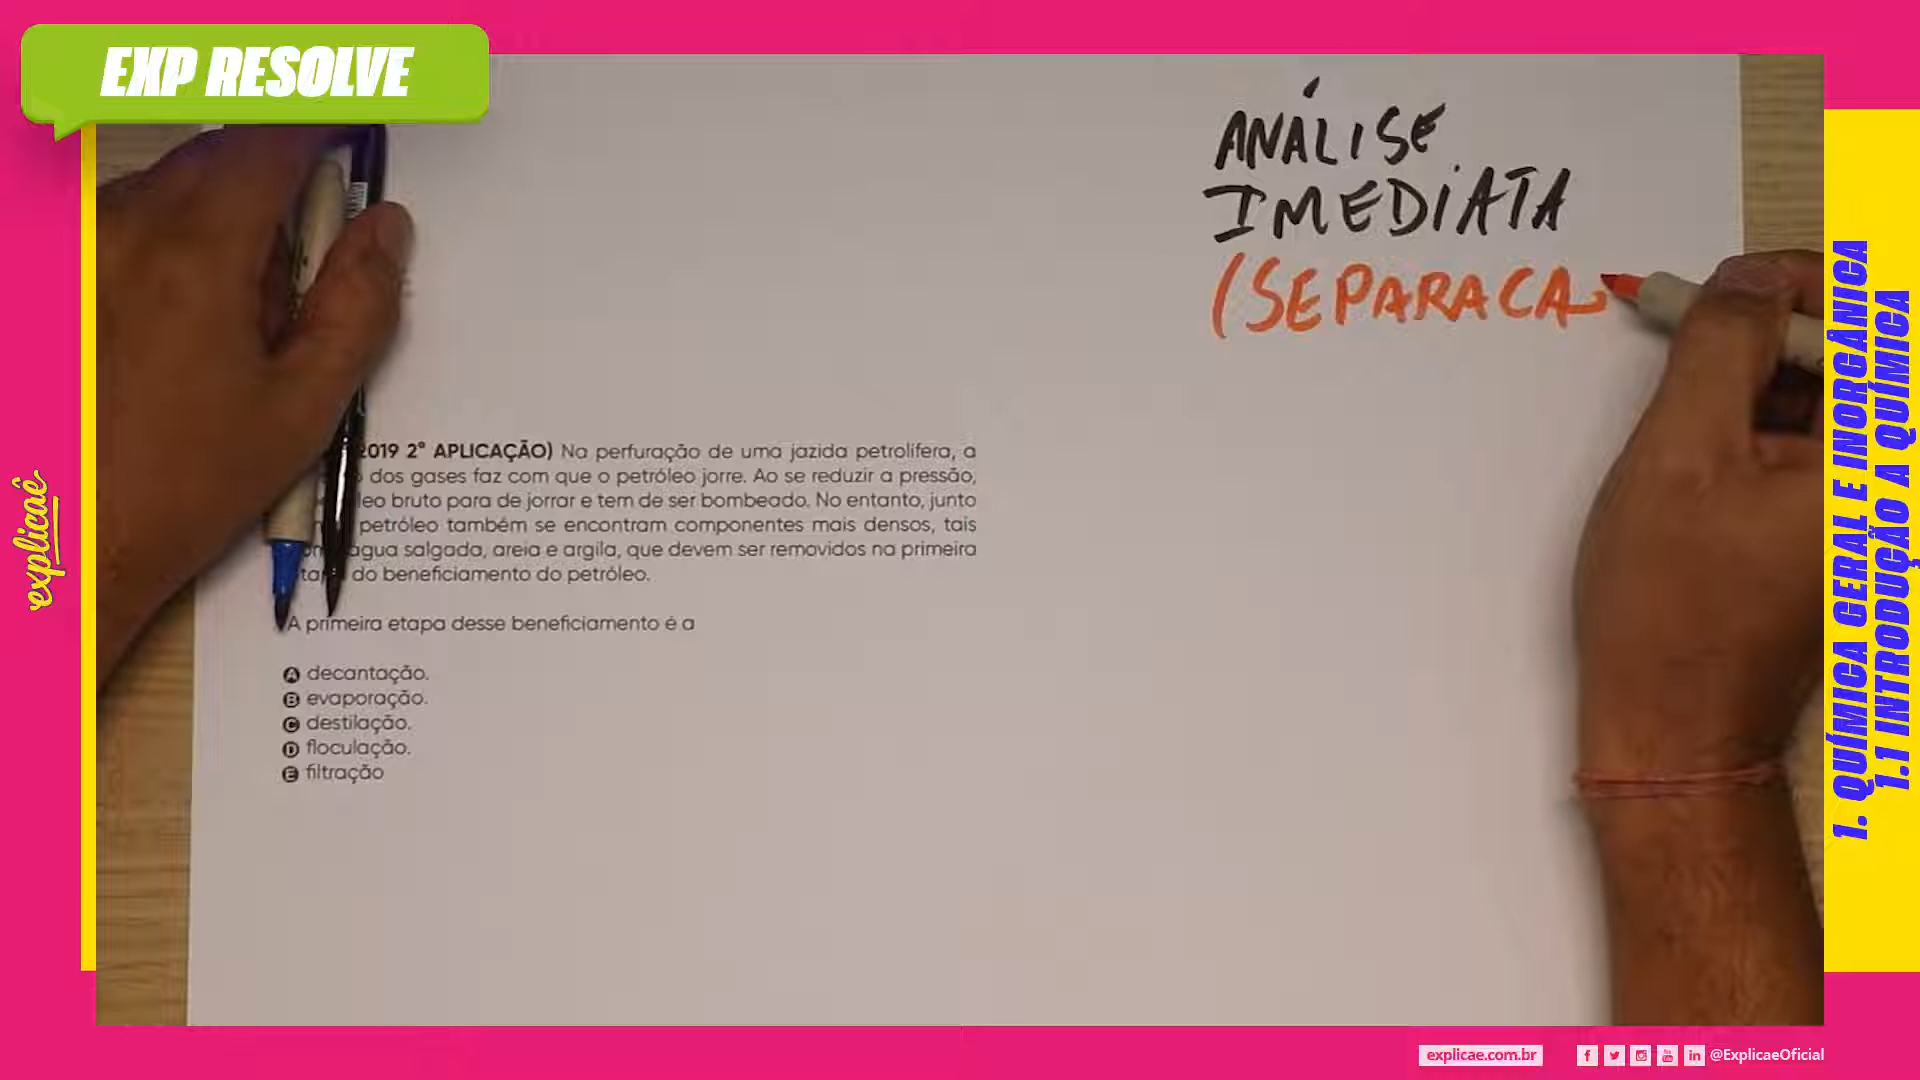 EXP RESOLVE
ANÁLISE
IMEDIATA
(SEPARACA
2019 2° APLICAÇÃO) Na perfuração de uma jazida petrolífera, a
dos gases faz com que o petróleo jorre. Ao se reduzir a pressão,
bruto para de jorrar e tem de ser bombeado. No entanto, junto
petróleo também se encontram componentes mais densos, tais
água salgada, areia e argila, que devem ser removidos na primeira
do beneficiamento do petróleo.
A primeira etapa desse beneficiamento é a
A decantação.
B evaporação.
C destilação.
D floculação.
E filtração
explicaê
1. QUÍMICA GERAL E INORGÂNICA
1.1 INTRODUÇÃO A QUÍMICA
explicae.com.br
@ExplicaeOficial